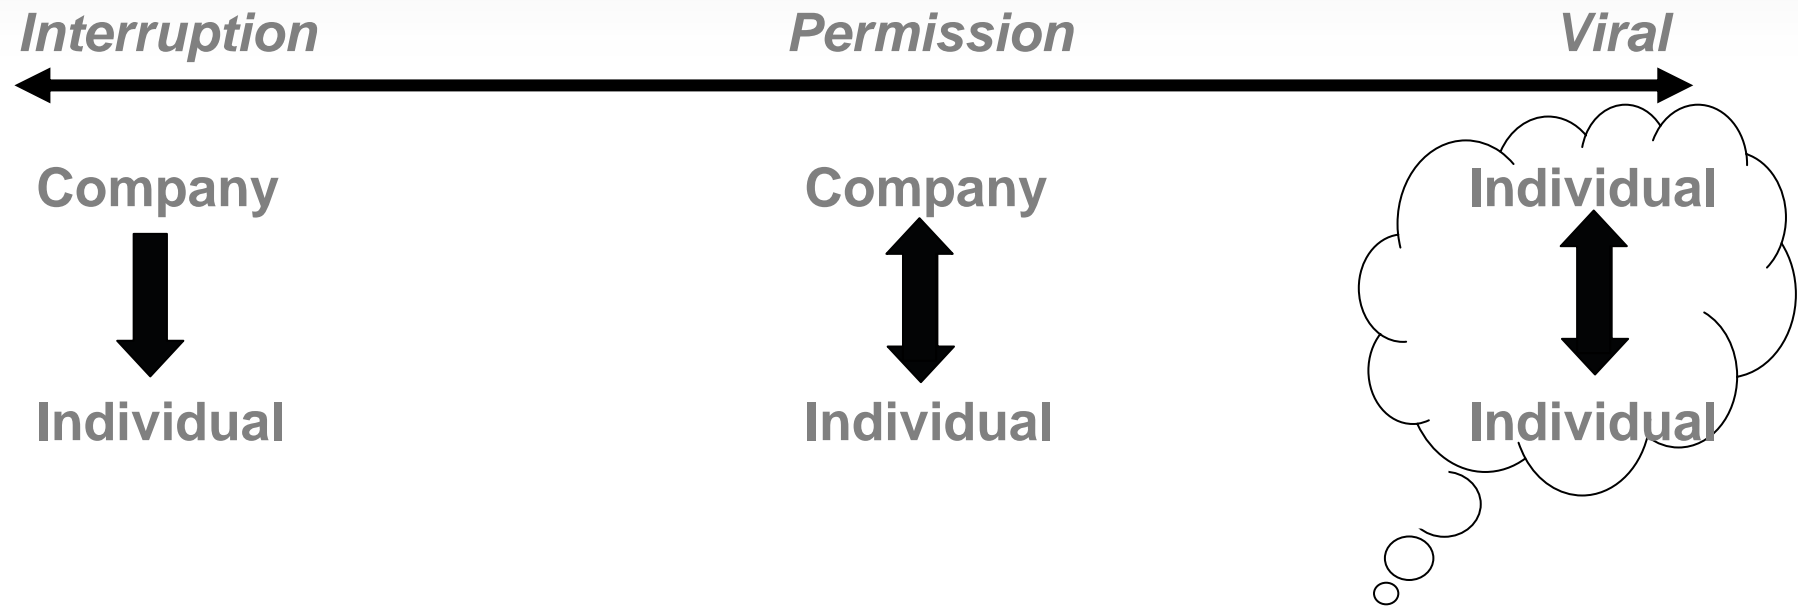 Interruption Permission Viral
Company Company Individual
Individual Individual Individual